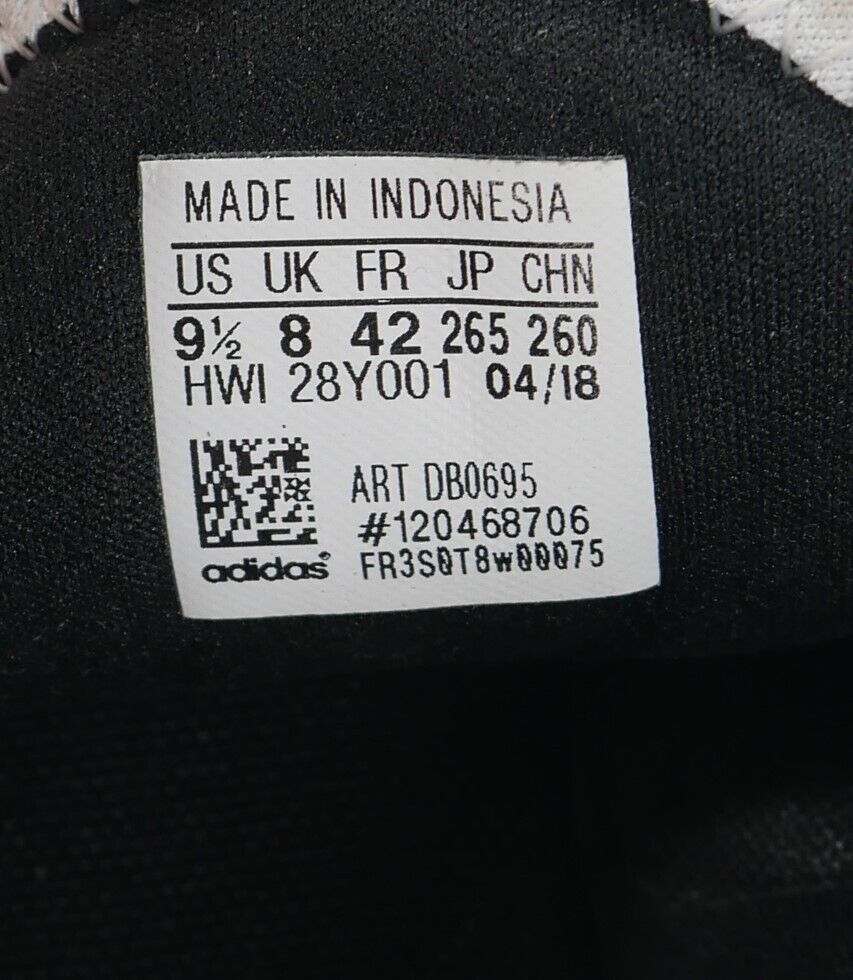 MADE IN INDONESIA
US UK FR JP CHN
9½ 8 42 265 260
HWI 28Y001 04/18
ART DB0695
#120468706
adidas® FR3S0T8w00075